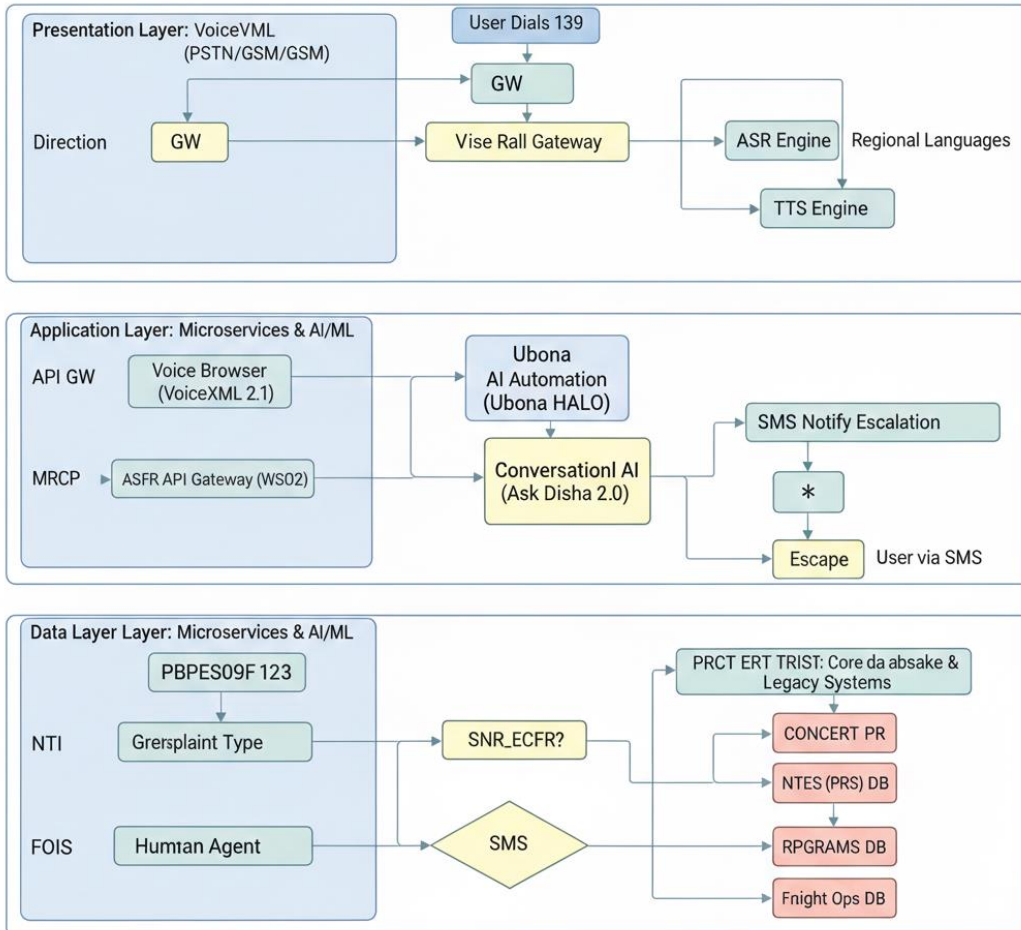 User Dials 139
Presentation Layer: VoiceVML
(PSTN/GSM/GSM)
GW
Direction
GW
Vise Rall Gateway
ASR Engine
Regional Languages
TTS Engine
Application Layer: Microservices & AI/ML
API GW
Voice Browser
(VoiceXML 2.1)
Ubona
AI Automation
(Ubona HALO)
SMS Notify Escalation
MRCP
ASFR API Gateway (WSO2)
Conversationl AI
(Ask Disha 2.0)
*
Escape
User via SMS
Data Layer Layer: Microservices & AI/ML
PBPES09F 123
PRCT ERT TRIST: Core da absake &
Legacy Systems
NTI
Grersplaint Type
SNR_ECFR?
CONCERT PR
NTES (PRS) DB
FOIS
Human Agent
SMS
RPGRAMS DB
Fnight Ops DB